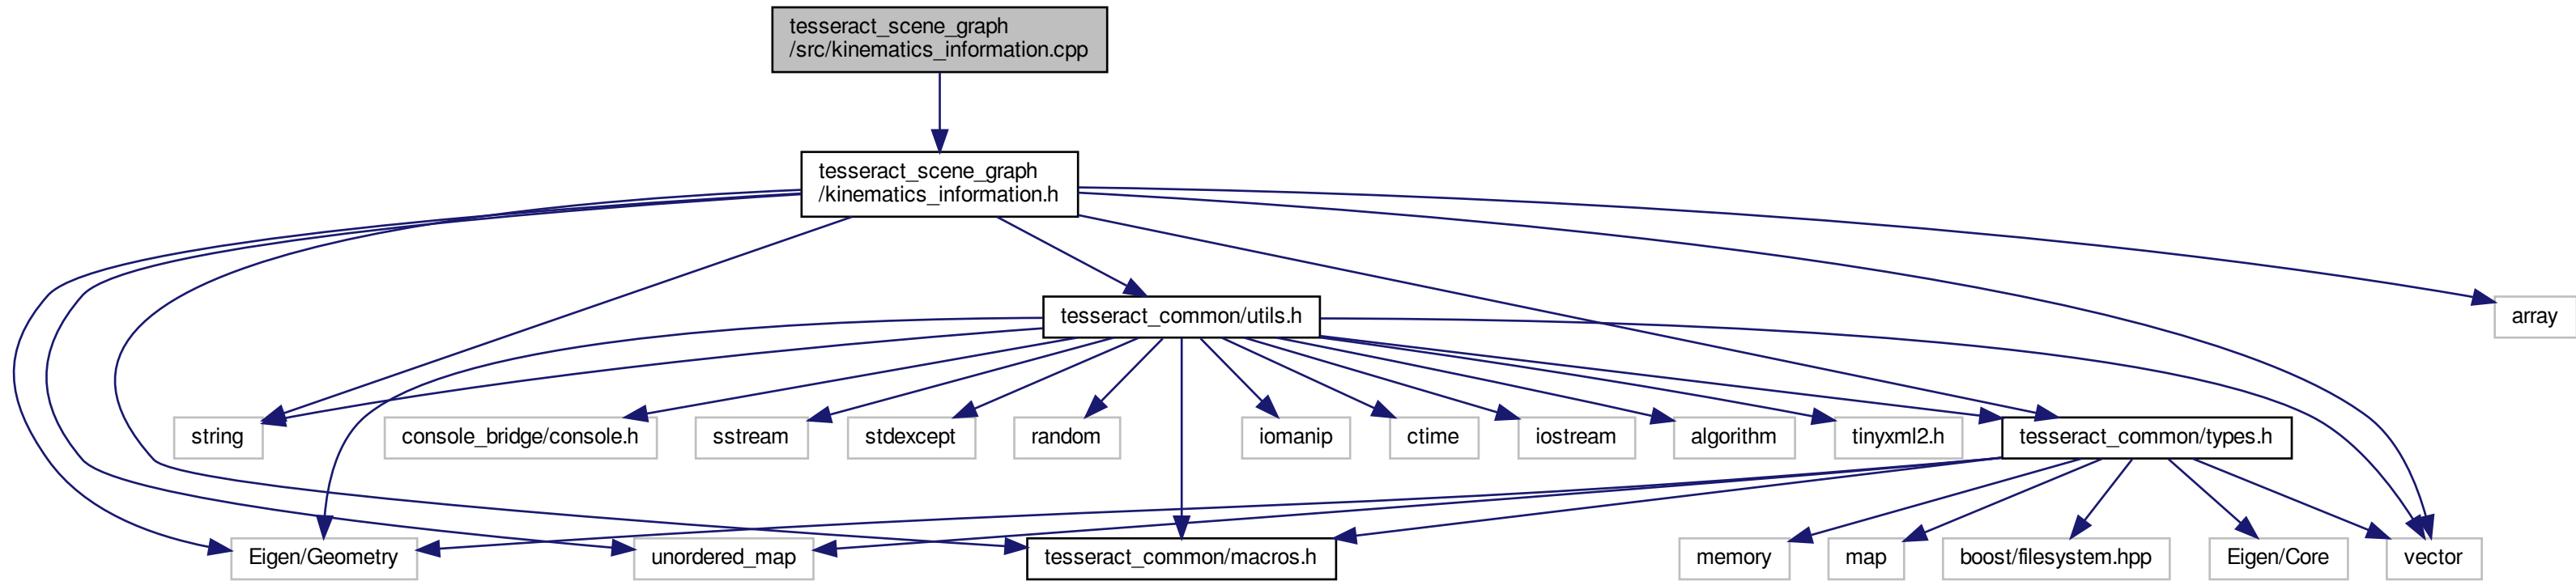 tesseract_scene_graph
/src/kinematics_information.cpp
tesseract_scene_graph
/kinematics_information.h
tesseract_common/utils.h
array
string
console_bridge/console.h
sstream
stdexcept
random
iomanip
ctime
iostream
algorithm
tinyxml2.h
tesseract_common/types.h
Eigen/Geometry
unordered_map
tesseract_common/macros.h
memory
map
boost/filesystem.hpp
Eigen/Core
vector